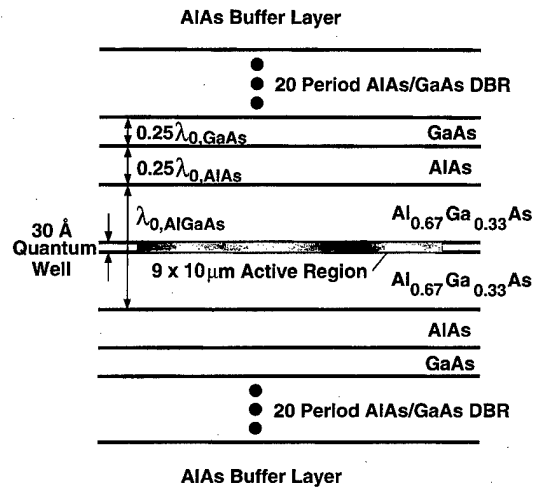 AlAs Buffer Layer
20 Period AlAs/GaAs DBR
0.25λ0,GaAs
GaAs
0.25λ0,AlAs
AlAs
λ0,AlGaAs
Al0.67Ga0.33As
30 Å
Quantum
Well
9 x 10 μm Active Region
Al0.67Ga0.33As
AlAs
GaAs
20 Period AlAs/GaAs DBR
AlAs Buffer Layer